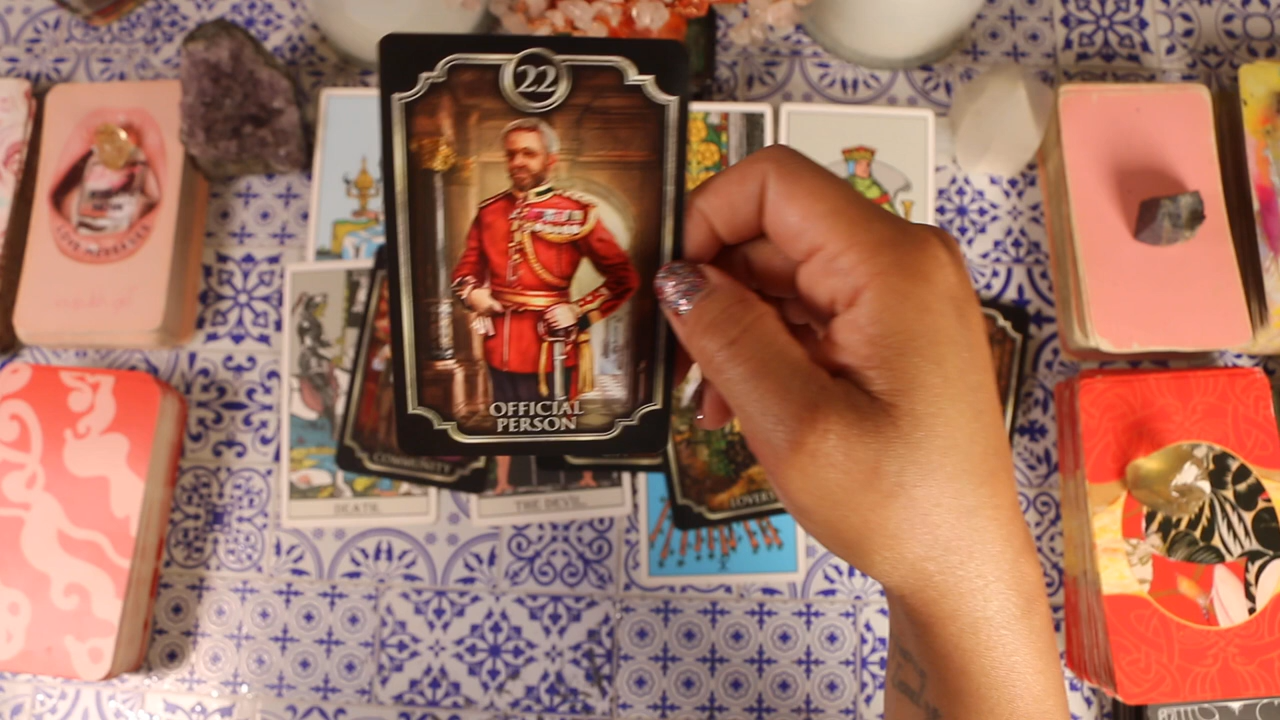 22
OFFICIAL
PERSON
COMMUNITY
DEATH.
THE DEVIL.
LOVERS